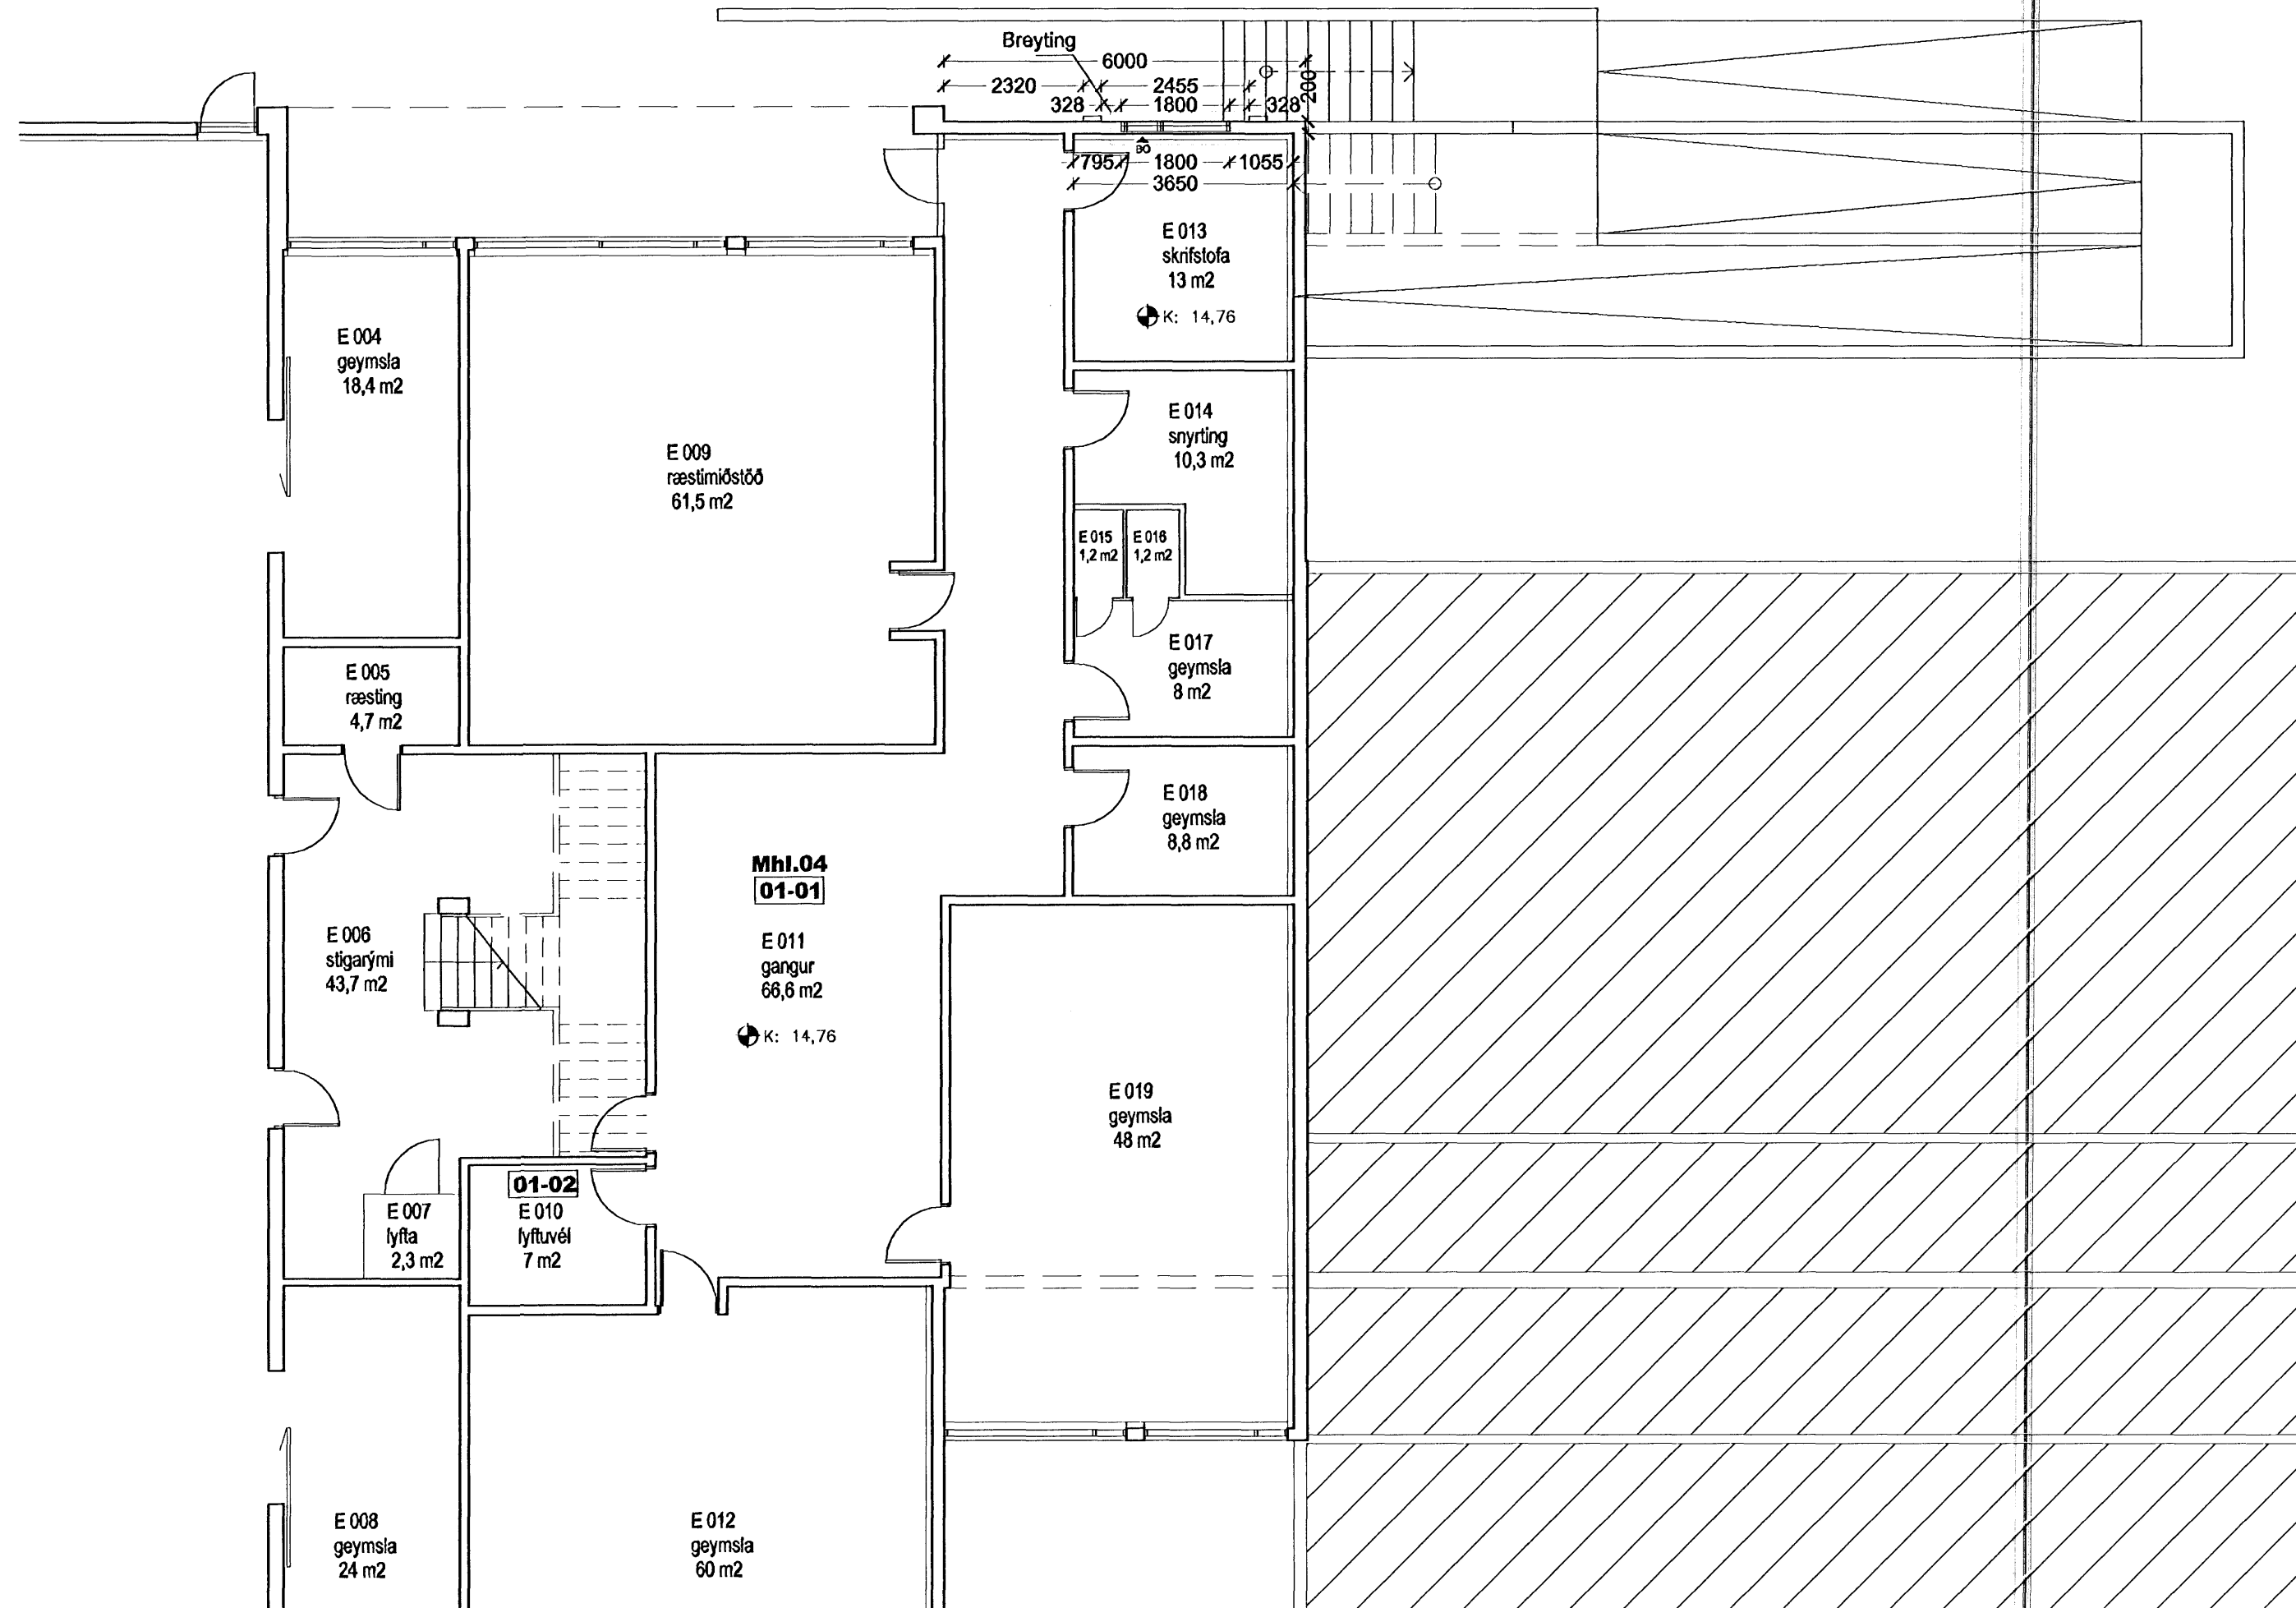 Breyting
6000
2320
2455
328
1800
328
200
BO
795
1800
1055
3650
E 013
skrifstofa
13 m2
K: 14,76
E 004
geymsla
18,4 m2
E 009
ræstimiðstöð
61,5 m2
E 014
snyrting
10,3 m2
E 015
1,2 m2
E 016
1,2 m2
E 005
ræsting
4,7 m2
E 017
geymsla
8 m2
E 018
geymsla
8,8 m2
Mhl.04
01-01
E 006
stigarými
43,7 m2
E 011
gangur
66,6 m2
K: 14,76
E 019
geymsla
48 m2
01-02
E 007
lyfta
2,3 m2
E 010
lyftuvél
7 m2
E 008
geymsla
24 m2
E 012
geymsla
60 m2